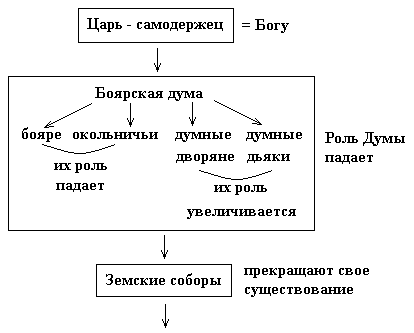 Царь - самодержец = Богу
Боярская дума
бояре окольничьи думные думные
дворяне дьяки
их роль
падает
их роль
увеличивается
Роль Думы
падает
Земские соборы
прекращают свое
существование